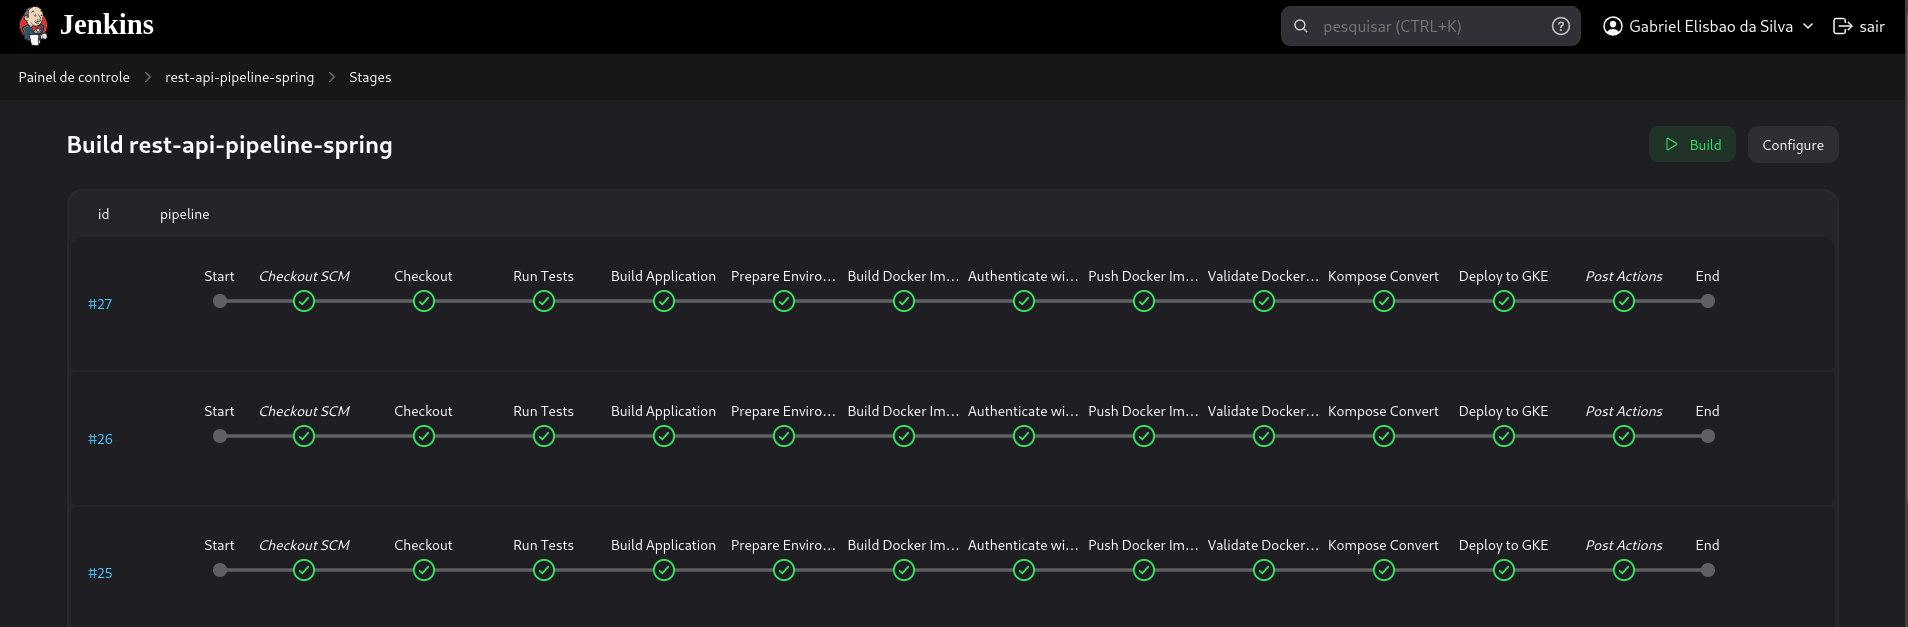 Jenkins
pesquisar (CTRL+K)
Gabriel Elisbao da Silva
sair
Painel de controle
rest-api-pipeline-spring
Stages
Build rest-api-pipeline-spring
Build
Configure
id pipeline
Start Checkout SCM Checkout Run Tests Build Application Prepare Enviro... Build Docker Im... Authenticate wi... Push Docker Im... Validate Docker... Kompose Convert Deploy to GKE Post Actions End
#27
Start Checkout SCM Checkout Run Tests Build Application Prepare Enviro... Build Docker Im... Authenticate wi... Push Docker Im... Validate Docker... Kompose Convert Deploy to GKE Post Actions End
#26
Start Checkout SCM Checkout Run Tests Build Application Prepare Enviro... Build Docker Im... Authenticate wi... Push Docker Im... Validate Docker... Kompose Convert Deploy to GKE Post Actions End
#25